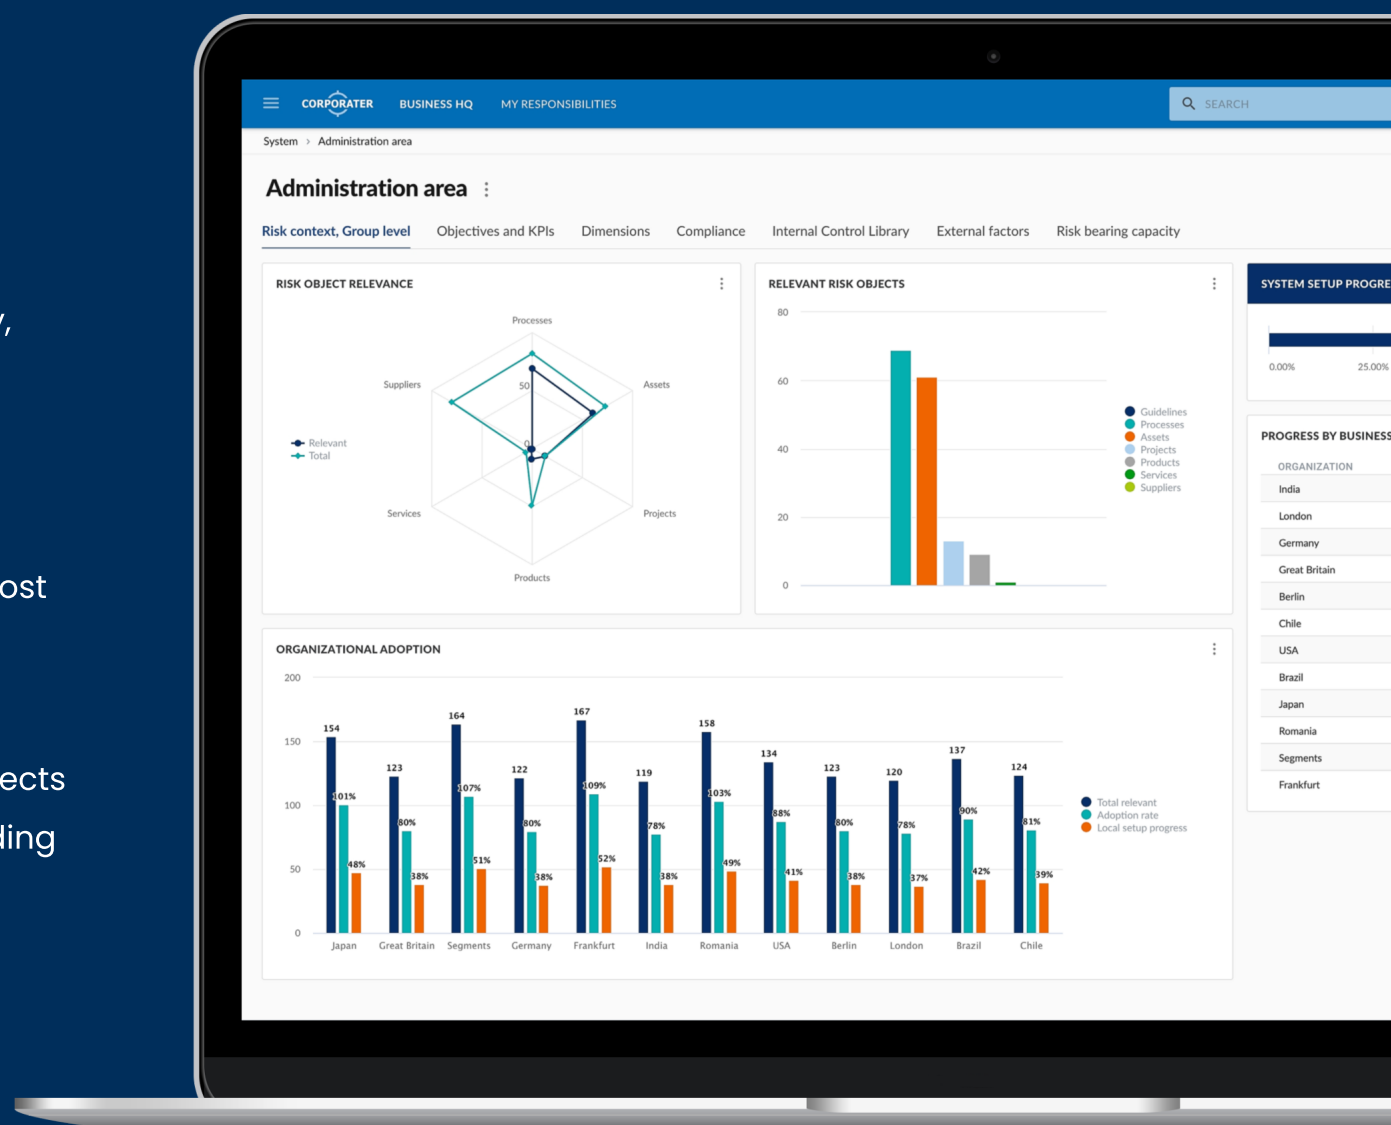 y,
ost
ects
ding
CORPORATER BUSINESS HQ MY RESPONSIBILITIES SEARCH
System > Administration area
Administration area
Risk context, Group level Objectives and KPIs Dimensions Compliance Internal Control Library External factors Risk bearing capacity
RISK OBJECT RELEVANCE
Processes
Suppliers
50
Assets
0
Relevant
Total
Services
Projects
Products
RELEVANT RISK OBJECTS
80
60
40
20
0
Guidelines
Processes
Assets
Projects
Products
Services
Suppliers
SYSTEM SETUP PROGRE
0.00% 25.00%
PROGRESS BY BUSINESS
ORGANIZATION
India
London
Germany
Great Britain
Berlin
Chile
USA
Brazil
Japan
Romania
Segments
Frankfurt
ORGANIZATIONAL ADOPTION
200
150
100
50
0
154 123 164 122 167 119 158 134 123 120 137 124
101% 80% 107% 80% 109% 78% 103% 88% 80% 78% 90% 81%
48% 38% 51% 38% 52% 38% 49% 41% 38% 37% 42% 39%
Japan Great Britain Segments Germany Frankfurt India Romania USA Berlin London Brazil Chile
Total relevant
Adoption rate
Local setup progress